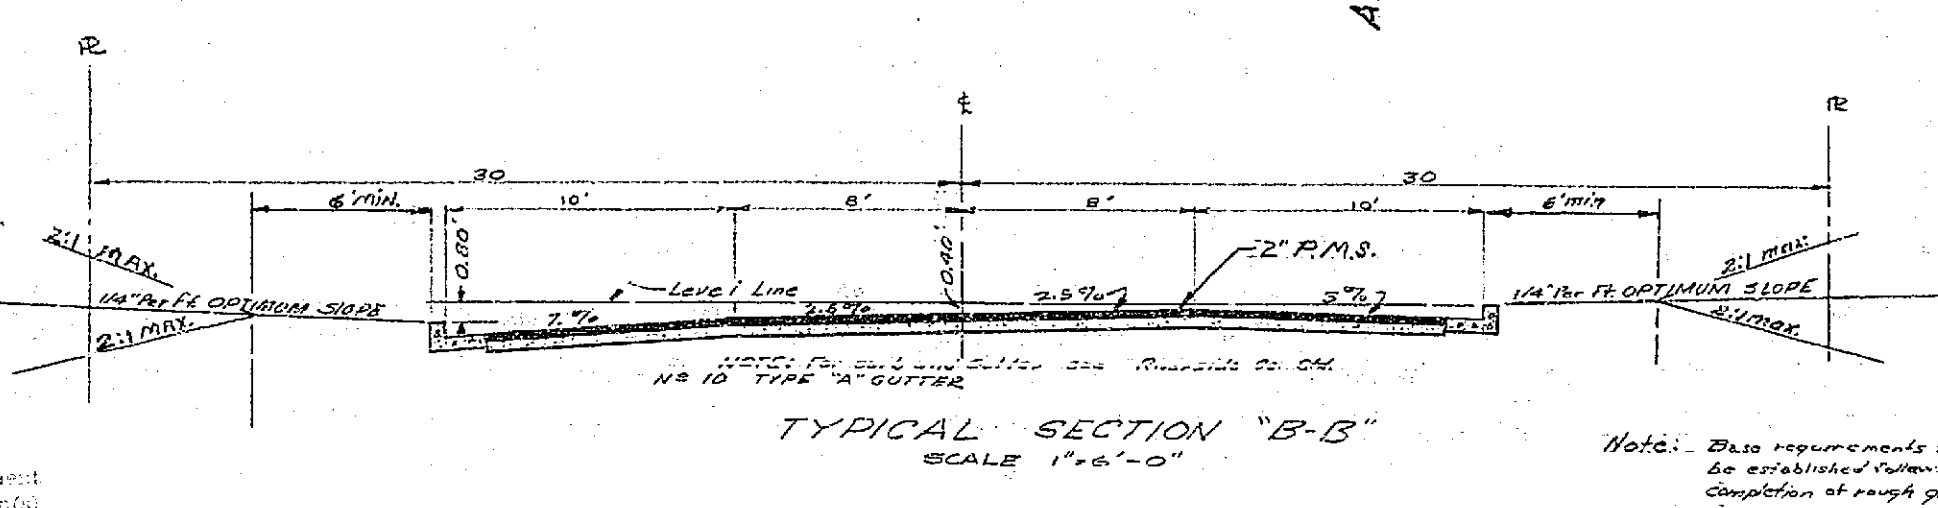 A
PL
℄
PL
30
30
6' MIN.
10'
8'
8'
10'
6' min
0.80'
0.40'
2" P.M.S.
2:1 MAX.
2:1 max.
Level Line
2.5%
5%
1/4" Per Ft. OPTIMUM SLOPE
1/4" Per Ft. OPTIMUM SLOPE
7.%
2.5%
2:1 MAX.
2:1 max.
NOTE: For curb and Gutter see Riverside Co. Std.
Nº 10 TYPE "A" GUTTER
TYPICAL SECTION "B-B"
SCALE 1"=6'-0"
Note:- Base requirements
be established
completion of rough